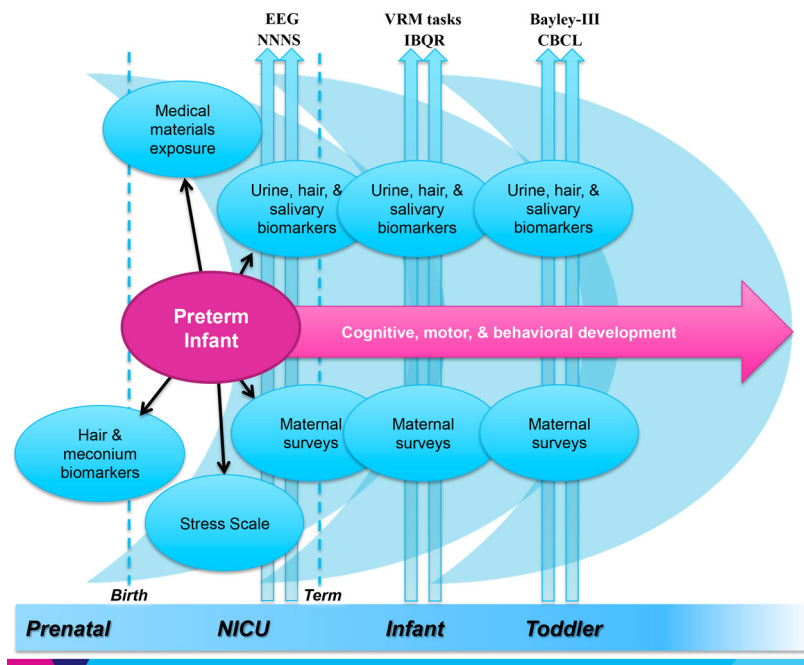 EEG
NNNS
VRM tasks
IBQR
Bayley-III
CBCL
Medical
materials
exposure
Urine, hair, &
salivary
biomarkers
Urine, hair, &
salivary
biomarkers
Urine, hair, &
salivary
biomarkers
Preterm
Infant
Cognitive, motor, & behavioral development
Hair &
meconium
biomarkers
Maternal
surveys
Maternal
surveys
Maternal
surveys
Stress Scale
Birth
Term
Prenatal
NICU
Infant
Toddler